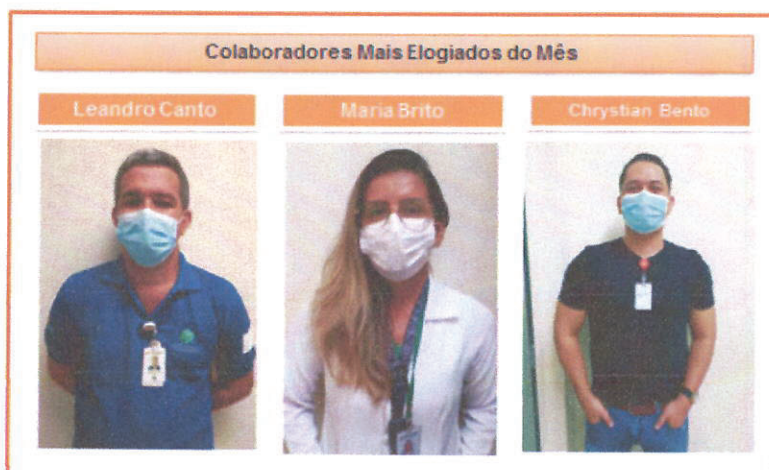 Colaboradores Mais Elogiados do Mês
Leandro Canto
Maria Brito
Chrystian Bento